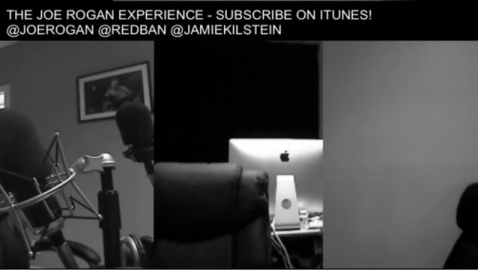 THE JOE ROGAN EXPERIENCE - SUBSCRIBE ON ITUNES!
@JOEROGAN @REDBAN @JAMIEKILSTEIN